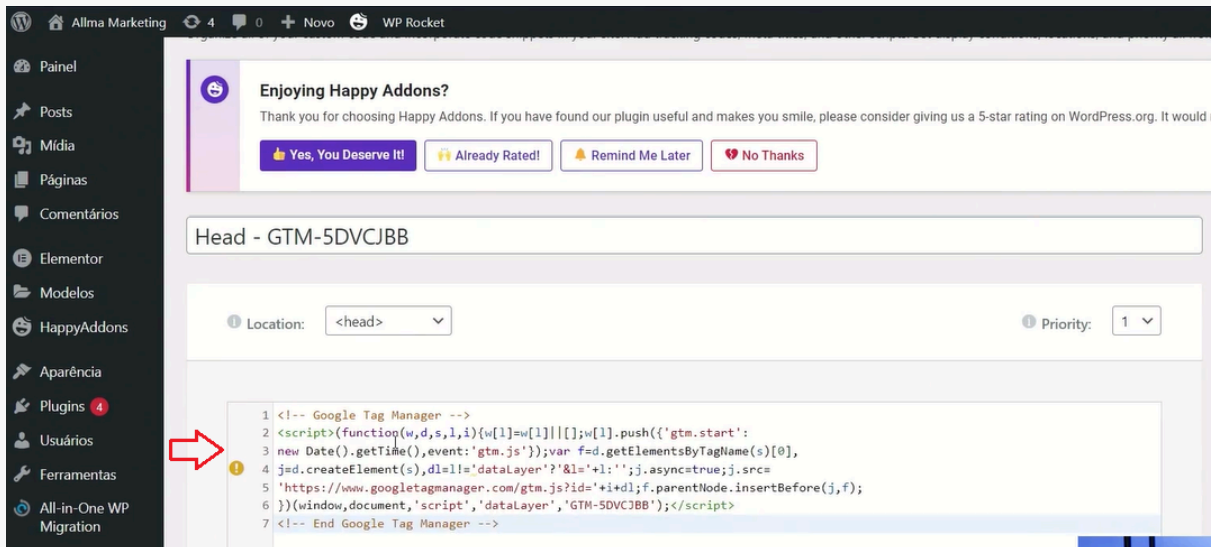 Allma Marketing 4 0 Novo WP Rocket
Painel
Posts
Mídia
Páginas
Comentários
Elementor
Modelos
HappyAddons
Aparência
Plugins 4
Usuários
Ferramentas
All-in-One WP
Migration
Enjoying Happy Addons?
Thank you for choosing Happy Addons. If you have found our plugin useful and makes you smile, please consider giving us a 5-star rating on WordPress.org. It would
Yes, You Deserve It! Already Rated! Remind Me Later No Thanks
Head - GTM-5DVCJBB
Location: <head> Priority: 1
1 <!-- Google Tag Manager -->
2 <script>(function(w,d,s,l,i){w[l]=w[l]||[];w[l].push({'gtm.start':
3 new Date().getTime(),event:'gtm.js'});var f=d.getElementsByTagName(s)[0],
4 j=d.createElement(s),dl=l!='dataLayer'?'&l='+l:'';j.async=true;j.src=
5 'https://www.googletagmanager.com/gtm.js?id='+i+dl;f.parentNode.insertBefore(j,f);
6 })(window,document,'script','dataLayer','GTM-5DVCJBB');</script>
7 <!-- End Google Tag Manager -->